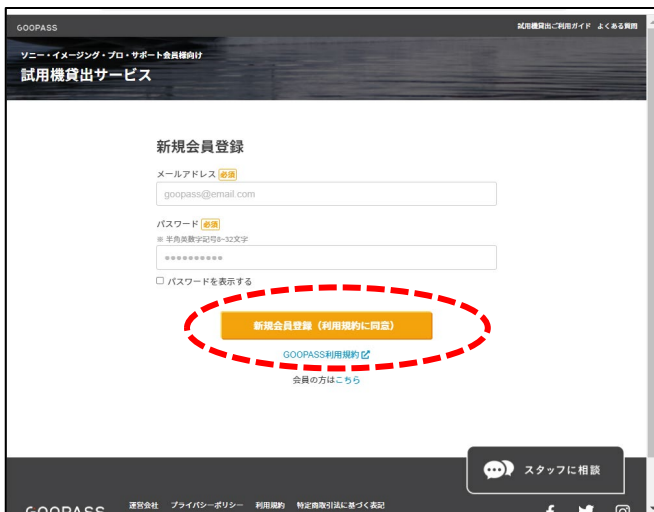 GOOPASS
試用機貸出ご利用ガイド よくある質問
ソニー・イメージング・プロ・サポート会員様向け
試用機貸出サービス
新規会員登録
メールアドレス 必須
goopass@email.com
パスワード 必須
※ 半角英数字記号8~32文字
パスワードを表示する
新規会員登録（利用規約に同意）
GOOPASS利用規約
会員の方はこちら
スタッフに相談
GOOPASS
運営会社 プライバシーポリシー 利用規約 特定商取引法に基づく表記